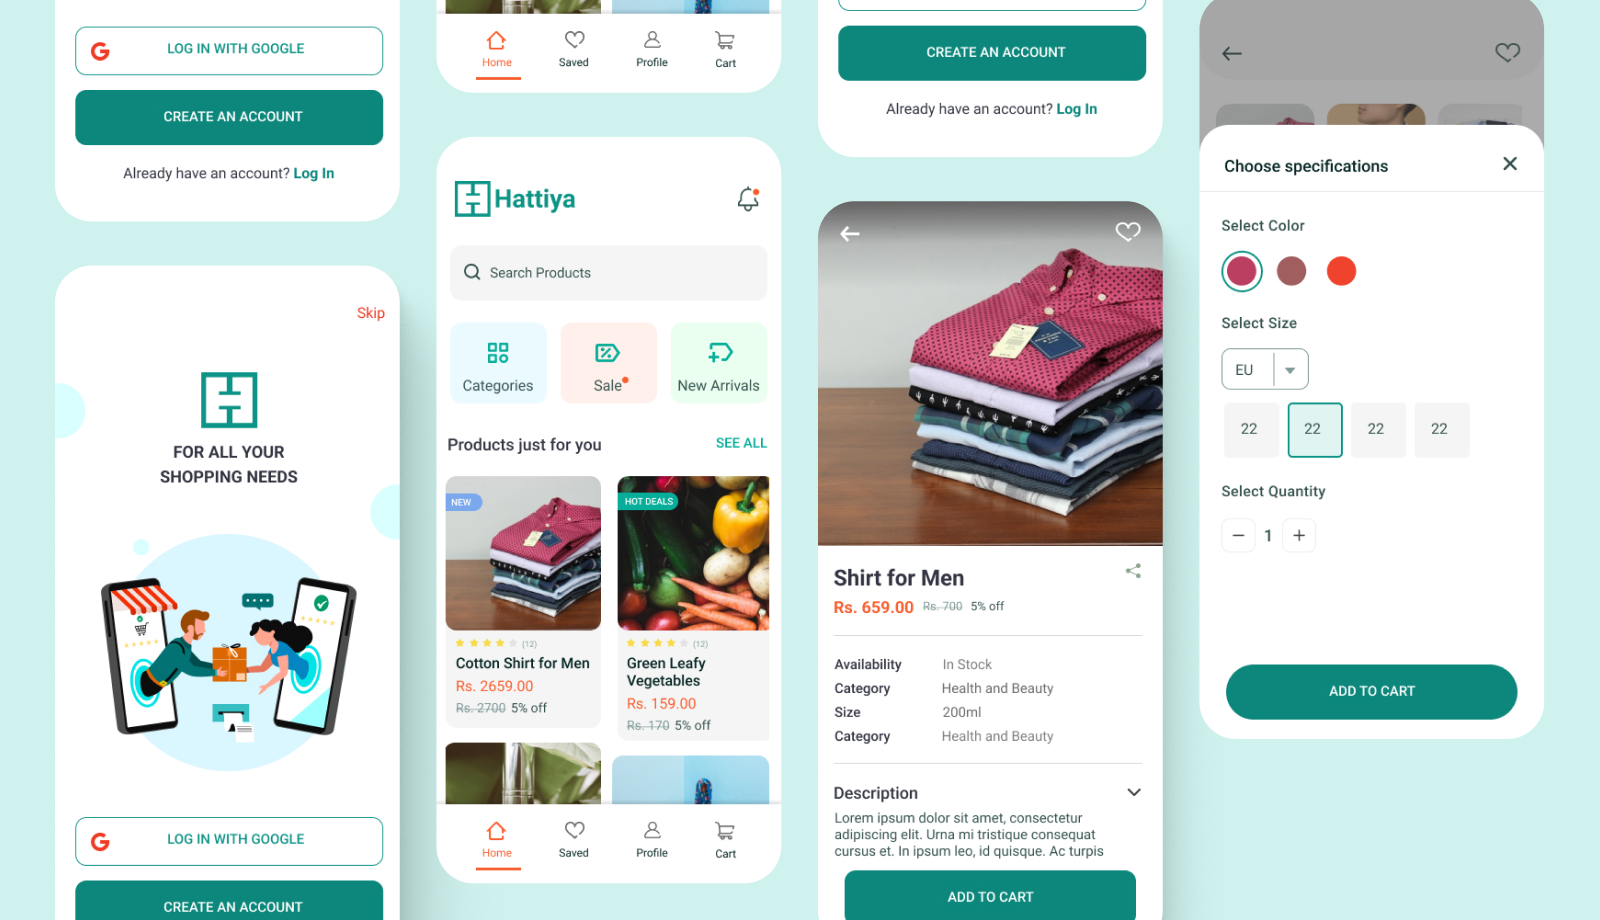 LOG IN WITH GOOGLE
CREATE AN ACCOUNT
Already have an account? Log In
Skip
FOR ALL YOUR
SHOPPING NEEDS
LOG IN WITH GOOGLE
CREATE AN ACCOUNT
Home
Saved
Profile
Cart
Hattiya
Search Products
Categories
Sale
New Arrivals
Products just for you
SEE ALL
NEW
(12)
Cotton Shirt for Men
Rs. 2659.00
Rs. 2700 5% off
HOT DEALS
(12)
Green Leafy
Vegetables
Rs. 159.00
Rs. 170 5% off
Home
Saved
Profile
Cart
CREATE AN ACCOUNT
Already have an account? Log In
Shirt for Men
Rs. 659.00 Rs. 700 5% off
Availability In Stock
Category Health and Beauty
Size 200ml
Category Health and Beauty
Description
Lorem ipsum dolor sit amet, consectetur
adipiscing elit. Urna mi tristique consequat
cursus et. In ipsum leo, id quisque. Ac turpis
ADD TO CART
Choose specifications
Select Color
Select Size
EU
22
22
22
22
Select Quantity
1
ADD TO CART